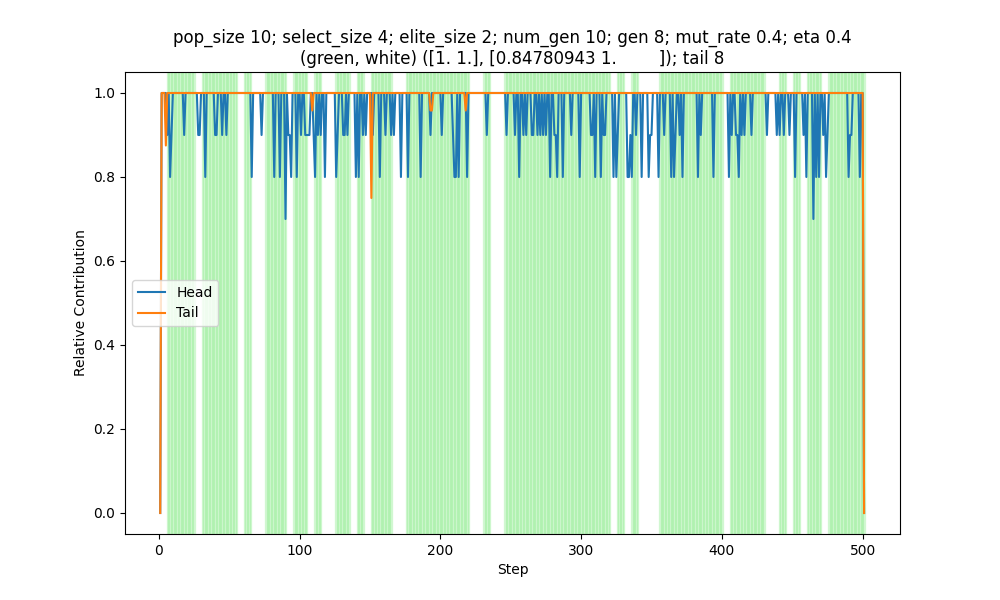 pop_size 10; select_size 4; elite_size 2; num_gen 10; gen 8; mut_rate 0.4; eta 0.4
(green, white) ([1. 1.], [0.84780943 1.         ]); tail 8
1.0
0.8
0.6
0.4
0.2
0.0
Relative Contribution
Head
Tail
0
100
200
300
400
500
Step